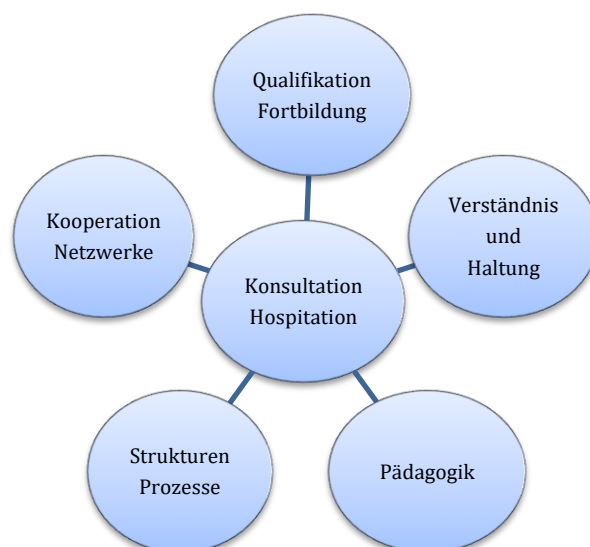 Qualifikation
Fortbildung
Kooperation
Netzwerke
Verständnis
und
Haltung
Konsultation
Hospitation
Strukturen
Prozesse
Pädagogik